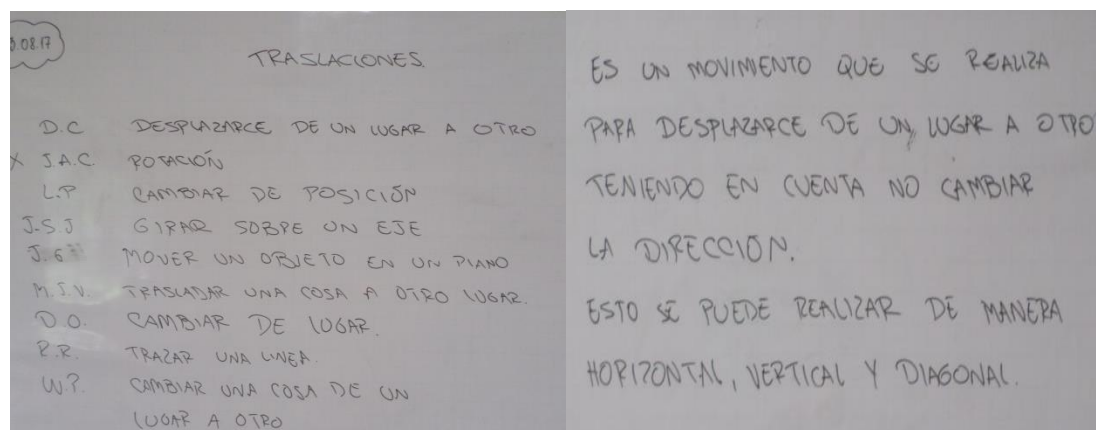 3.08.17
TRASLACIONES.
D.C DESPLAZARCE DE UN LUGAR A OTRO
X J.A.C. ROTACIÓN
L.P CAMBIAR DE POSICIÓN
J.S.J GIRAR SOBRE UN EJE
J.G MOVER UN OBJETO EN UN PLANO
M.J.V. TRASLADAR UNA COSA A OTRO LUGAR.
D.O. CAMBIAR DE LUGAR.
R.R. TRAZAR UNA LINEA.
W.P. CAMBIAR UNA COSA DE UN
LUGAR A OTRO
ES UN MOVIMIENTO QUE SE REALIZA
PARA DESPLAZARCE DE UN LUGAR A OTRO
TENIENDO EN CUENTA NO CAMBIAR
LA DIRECCIÓN.
ESTO SE PUEDE REALIZAR DE MANERA
HORIZONTAL, VERTICAL Y DIAGONAL.